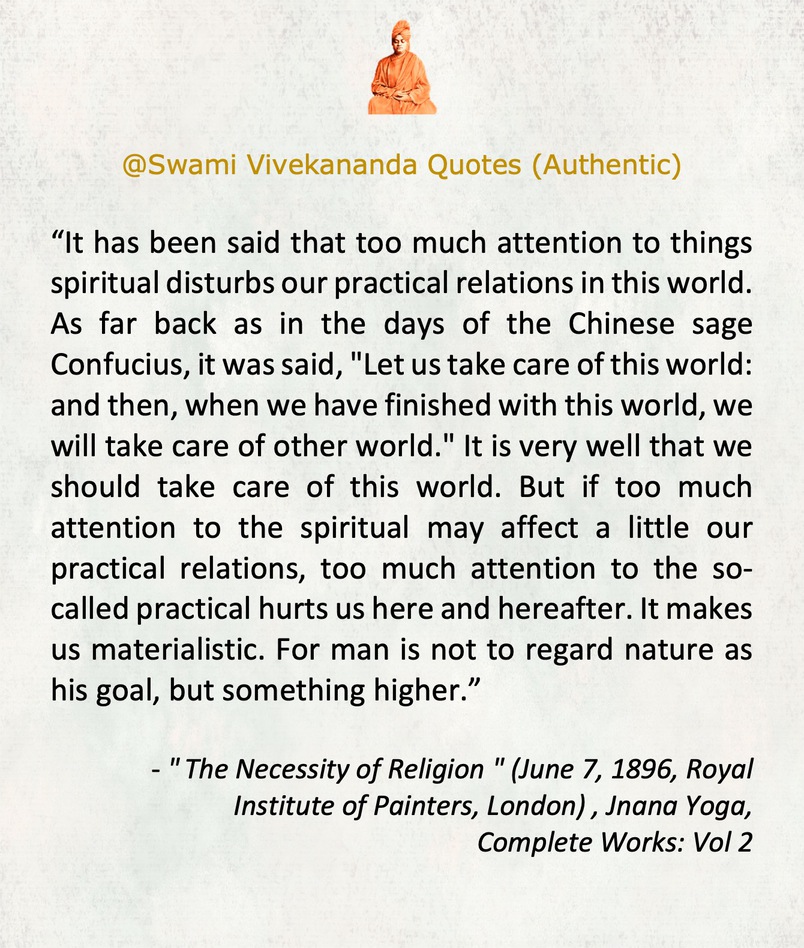 @Swami Vivekananda Quotes (Authentic)
“It has been said that too much attention to things
spiritual disturbs our practical relations in this world.
As far back as in the days of the Chinese sage
Confucius, it was said, "Let us take care of this world:
and then, when we have finished with this world, we
will take care of other world." It is very well that we
should take care of this world. But if too much
attention to the spiritual may affect a little our
practical relations, too much attention to the so-
called practical hurts us here and hereafter. It makes
us materialistic. For man is not to regard nature as
his goal, but something higher.”
- " The Necessity of Religion " (June 7, 1896, Royal
Institute of Painters, London) , Jnana Yoga,
Complete Works: Vol 2